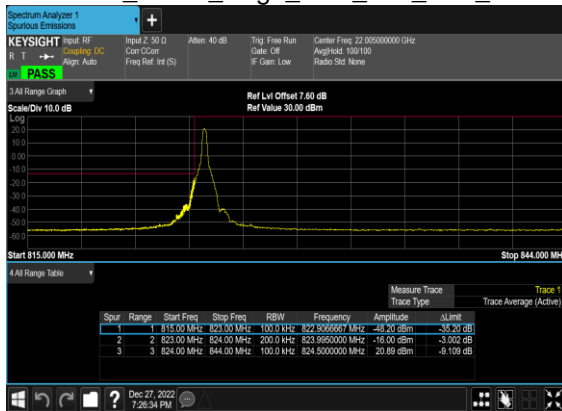 Spectrum Analyzer 1
Spurious Emissions
+
KEYSIGHT Input: RF Input Z: 50 Ω Atten: 40 dB Trig: Free Run Center Freq: 22.005000000 GHz
R T Coupling: DC Corr CCorr Gate: Off Avg|Hold: 100/100
Align: Auto Freq Ref: Int (S) IF Gain: Low Radio Std: None
PASS
3 All Range Graph
Ref Lvl Offset 7.60 dB
Scale/Div 10.0 dB Ref Value 30.00 dBm
Log
20.0
10.0
0.00
-10.0
-20.0
-30.0
-40.0
-50.0
-60.0
Start 815.000 MHz Stop 844.000 MH
4 All Range Table
Measure Trace Trace 1
Trace Type Trace Average (Active)
Spur Range Start Freq Stop Freq RBW Frequency Amplitude ΔLimit
1 1 815.00 MHz 823.00 MHz 100.0 kHz 822.9066667 MHz -48.20 dBm -35.20 dB
2 2 823.00 MHz 824.00 MHz 200.0 kHz 823.9950000 MHz -16.00 dBm -3.002 dB
3 3 824.00 MHz 844.00 MHz 100.0 kHz 824.5000000 MHz 20.89 dBm -9.109 dB
? Dec 27, 2022
7:26:34 PM